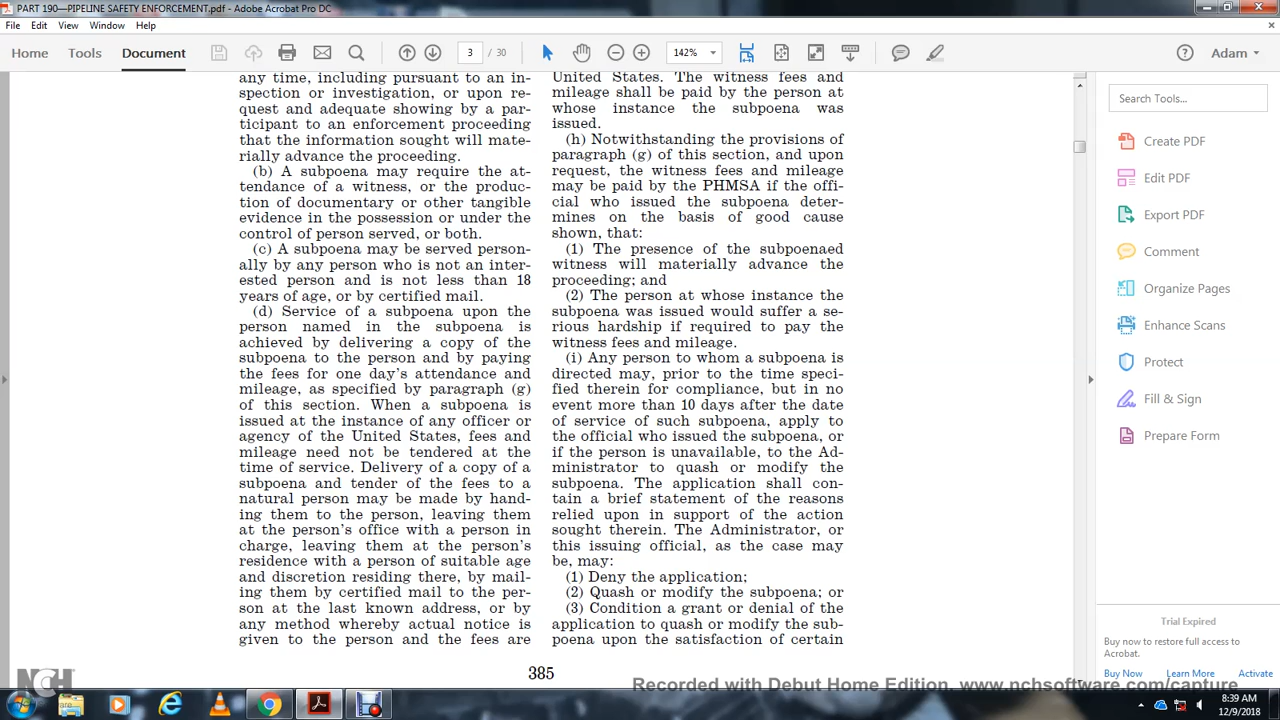 PART 190—PIPELINE SAFETY ENFORCEMENT.pdf - Adobe Acrobat Pro DC
File Edit View Window Help
Home Tools Document 3 / 30 142% Adam
any time, including pursuant to an in-
spection or investigation, or upon re-
quest and adequate showing by a par-
ticipant to an enforcement proceeding
that the information sought will mate-
rially advance the proceeding.
(b) A subpoena may require the at-
tendance of a witness, or the produc-
tion of documentary or other tangible
evidence in the possession or under the
control of person served, or both.
(c) A subpoena may be served person-
ally by any person who is not an inter-
ested person and is not less than 18
years of age, or by certified mail.
(d) Service of a subpoena upon the
person named in the subpoena is
achieved by delivering a copy of the
subpoena to the person and by paying
the fees for one day's attendance and
mileage, as specified by paragraph (g)
of this section. When a subpoena is
issued at the instance of any officer or
agency of the United States, fees and
mileage need not be tendered at the
time of service. Delivery of a copy of a
subpoena and tender of the fees to a
natural person may be made by hand-
ing them to the person, leaving them
at the person's office with a person in
charge, leaving them at the person's
residence with a person of suitable age
and discretion residing there, by mail-
ing them by certified mail to the per-
son at the last known address, or by
any method whereby actual notice is
given to the person and the fees are
United States. The witness fees and
mileage shall be paid by the person at
whose instance the subpoena was
issued.
(h) Notwithstanding the provisions of
paragraph (g) of this section, and upon
request, the witness fees and mileage
may be paid by the PHMSA if the offi-
cial who issued the subpoena deter-
mines on the basis of good cause
shown, that:
(1) The presence of the subpoenaed
witness will materially advance the
proceeding; and
(2) The person at whose instance the
subpoena was issued would suffer a se-
rious hardship if required to pay the
witness fees and mileage.
(i) Any person to whom a subpoena is
directed may, prior to the time speci-
fied therein for compliance, but in no
event more than 10 days after the date
of service of such subpoena, apply to
the official who issued the subpoena, or
if the person is unavailable, to the Ad-
ministrator to quash or modify the
subpoena. The application shall con-
tain a brief statement of the reasons
relied upon in support of the action
sought therein. The Administrator, or
this issuing official, as the case may
be, may:
(1) Deny the application;
(2) Quash or modify the subpoena; or
(3) Condition a grant or denial of the
application to quash or modify the sub-
poena upon the satisfaction of certain
385
Search Tools...
Create PDF
Edit PDF
Export PDF
Comment
Organize Pages
Enhance Scans
Protect
Fill & Sign
Prepare Form
Trial Expired
Buy now to restore full access to
Acrobat.
Buy Now Learn More Activate
NCH
Recorded with Debut Home Edition. www.nchsoftware.com/capture
8:39 AM
12/9/2018